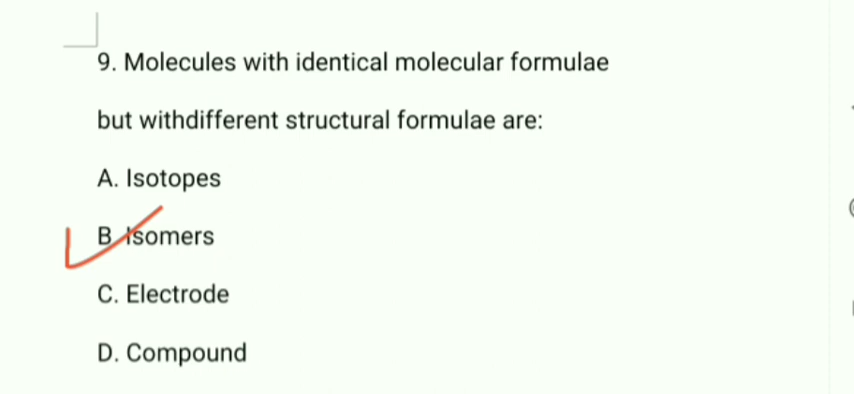 9. Molecules with identical molecular formulae
but withdifferent structural formulae are:
A. Isotopes
B. Isomers
C. Electrode
D. Compound